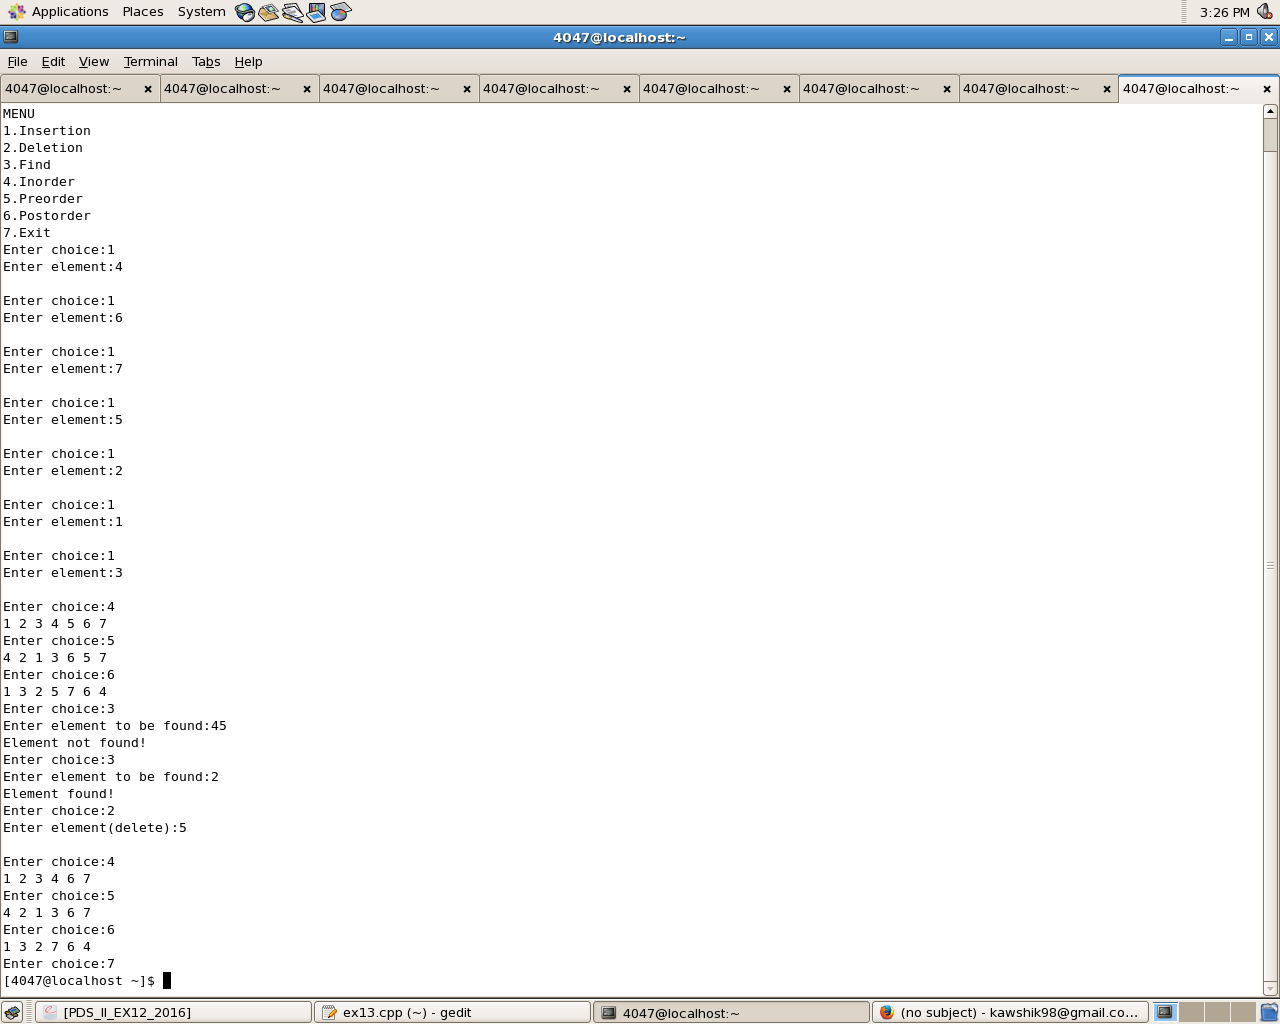 Applications Places System 3:26 PM
4047@localhost:~
File Edit View Terminal Tabs Help
4047@localhost:~ 4047@localhost:~ 4047@localhost:~ 4047@localhost:~ 4047@localhost:~ 4047@localhost:~ 4047@localhost:~ 4047@localhost:~
MENU
1.Insertion
2.Deletion
3.Find
4.Inorder
5.Preorder
6.Postorder
7.Exit
Enter choice:1
Enter element:4
Enter choice:1
Enter element:6
Enter choice:1
Enter element:7
Enter choice:1
Enter element:5
Enter choice:1
Enter element:2
Enter choice:1
Enter element:1
Enter choice:1
Enter element:3
Enter choice:4
1 2 3 4 5 6 7
Enter choice:5
4 2 1 3 6 5 7
Enter choice:6
1 3 2 5 7 6 4
Enter choice:3
Enter element to be found:45
Element not found!
Enter choice:3
Enter element to be found:2
Element found!
Enter choice:2
Enter element(delete):5
Enter choice:4
1 2 3 4 6 7
Enter choice:5
4 2 1 3 6 7
Enter choice:6
1 3 2 7 6 4
Enter choice:7
[4047@localhost ~]$
[PDS_II_EX12_2016] ex13.cpp (~) - gedit 4047@localhost:~ (no subject) - kawshik98@gmail.co...